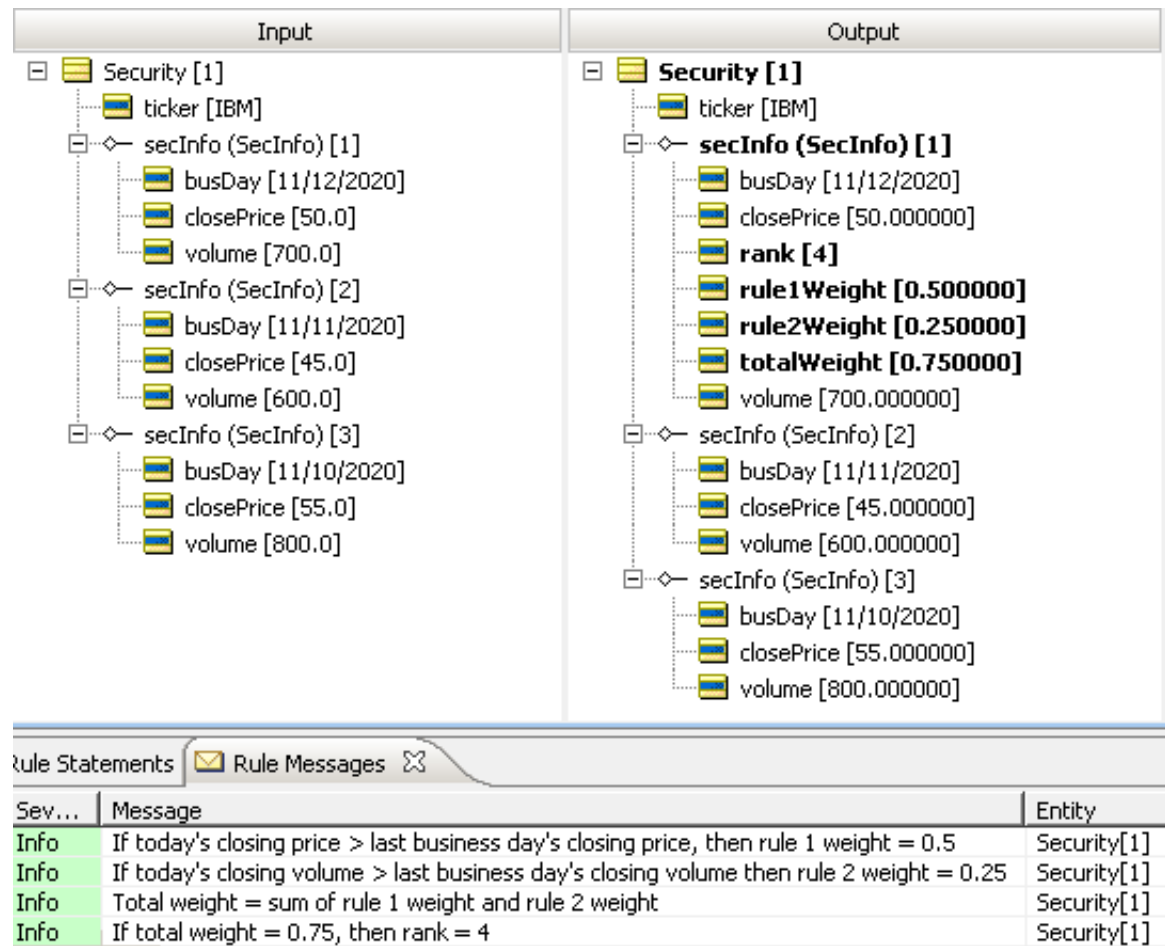 Input
Security [1]
ticker [IBM]
secInfo (SecInfo) [1]
busDay [11/12/2020]
closePrice [50.0]
volume [700.0]
secInfo (SecInfo) [2]
busDay [11/11/2020]
closePrice [45.0]
volume [600.0]
secInfo (SecInfo) [3]
busDay [11/10/2020]
closePrice [55.0]
volume [800.0]
Output
Security [1]
ticker [IBM]
secInfo (SecInfo) [1]
busDay [11/12/2020]
closePrice [50.000000]
rank [4]
rule1Weight [0.500000]
rule2Weight [0.250000]
totalWeight [0.750000]
volume [700.000000]
secInfo (SecInfo) [2]
busDay [11/11/2020]
closePrice [45.000000]
volume [600.000000]
secInfo (SecInfo) [3]
busDay [11/10/2020]
closePrice [55.000000]
volume [800.000000]
Rule Statements Rule Messages
Sev... Message Entity
Info If today's closing price > last business day's closing price, then rule 1 weight = 0.5 Security[1]
Info If today's closing volume > last business day's closing volume then rule 2 weight = 0.25 Security[1]
Info Total weight = sum of rule 1 weight and rule 2 weight Security[1]
Info If total weight = 0.75, then rank = 4 Security[1]